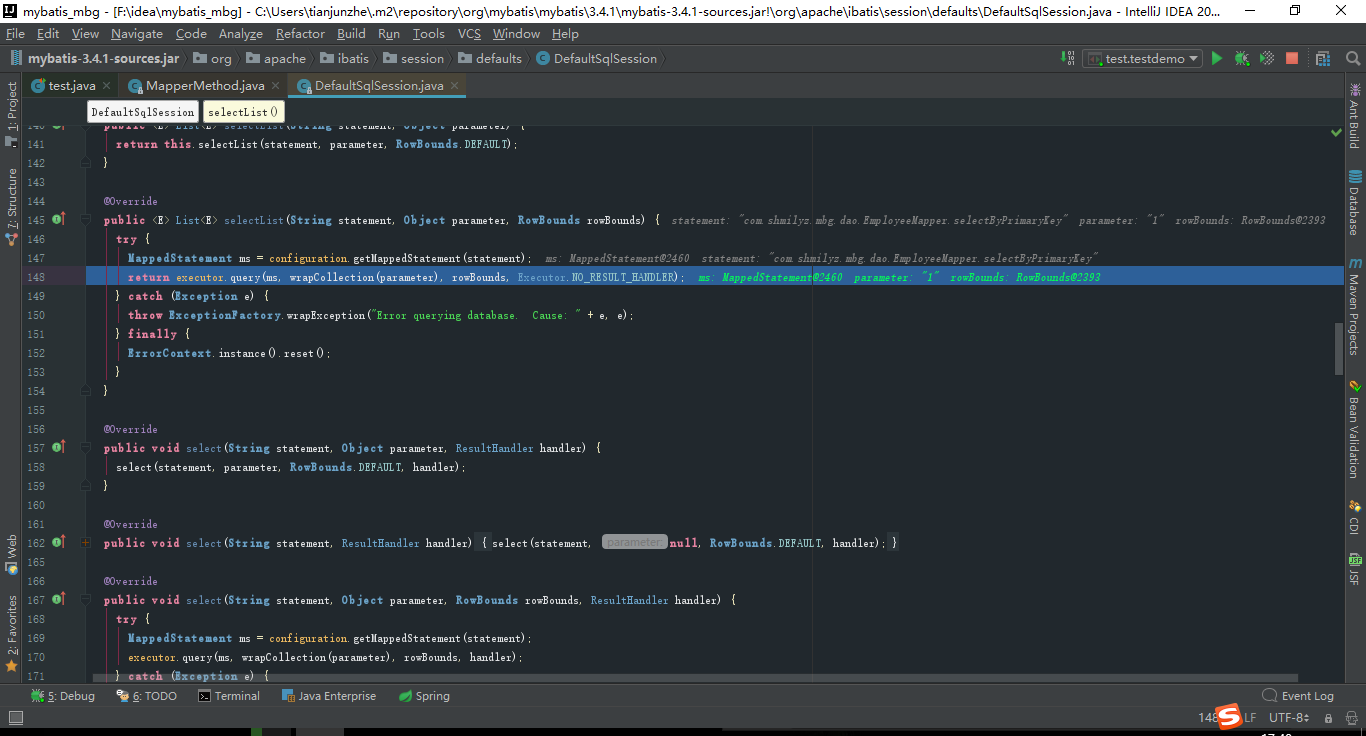 mybatis_mbg - [F:\idea\mybatis_mbg] - C:\Users\tianjunzhe\.m2\repository\org\mybatis\mybatis\3.4.1\mybatis-3.4.1-sources.jar!\org\apache\ibatis\session\defaults\DefaultSqlSession.java - IntelliJ IDEA 20...
File Edit View Navigate Code Analyze Refactor Build Run Tools VCS Window Help
mybatis-3.4.1-sources.jar org apache ibatis session defaults DefaultSqlSession test.testdemo
test.java MapperMethod.java DefaultSqlSession.java
DefaultSqlSession selectList()
140 public <E> List<E> selectList(String statement, Object parameter) {
141 return this.selectList(statement, parameter, RowBounds.DEFAULT);
142 }
143
144 @Override
145 public <E> List<E> selectList(String statement, Object parameter, RowBounds rowBounds) { statement: "com.shmilyz.mbg.dao.EmployeeMapper.selectByPrimaryKey" parameter: "1" rowBounds: RowBounds@2393
146 try {
147 MappedStatement ms = configuration.getMappedStatement(statement); ms: MappedStatement@2460 statement: "com.shmilyz.mbg.dao.EmployeeMapper.selectByPrimaryKey"
148 return executor.query(ms, wrapCollection(parameter), rowBounds, Executor.NO_RESULT_HANDLER); ms: MappedStatement@2460 parameter: "1" rowBounds: RowBounds@2393
149 } catch (Exception e) {
150 throw ExceptionFactory.wrapException("Error querying database.  Cause: " + e, e);
151 } finally {
152 ErrorContext.instance().reset();
153 }
154 }
155
156 @Override
157 public void select(String statement, Object parameter, ResultHandler handler) {
158 select(statement, parameter, RowBounds.DEFAULT, handler);
159 }
160
161 @Override
162 public void select(String statement, ResultHandler handler) { select(statement, parameter: null, RowBounds.DEFAULT, handler); }
165
166 @Override
167 public void select(String statement, Object parameter, RowBounds rowBounds, ResultHandler handler) {
168 try {
169 MappedStatement ms = configuration.getMappedStatement(statement);
170 executor.query(ms, wrapCollection(parameter), rowBounds, handler);
171 } catch (Exception e) {
1: Project
7: Structure
Web
2: Favorites
Ant Build
Database
Maven Projects
Bean Validation
CDI
JSF
5: Debug 6: TODO Terminal Java Enterprise Spring Event Log
148 LF UTF-8